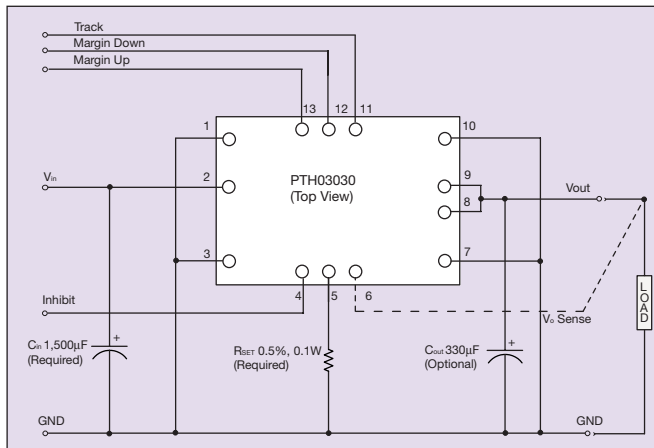 Track
Margin Down
Margin Up
13 12 11
1
10
Vin
2
PTH03030
(Top View)
9
8
Vout
3
7
4 5 6
Inhibit
Vo Sense
LOAD
Cin 1,500µF
(Required)
+
RSET 0.5%, 0.1W
(Required)
Cout 330µF
(Optional)
+
GND
GND